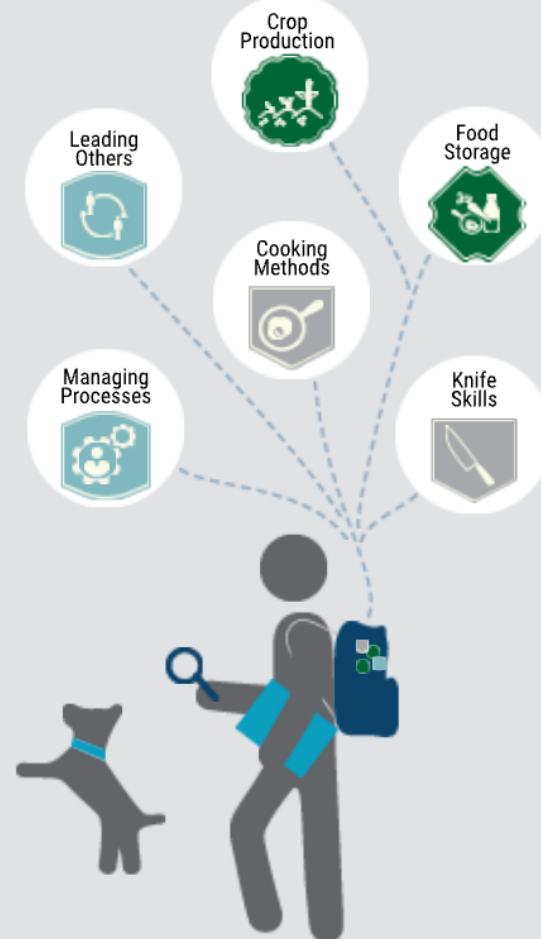 Crop
Production
Leading
Others
Food
Storage
Cooking
Methods
Managing
Processes
Knife
Skills